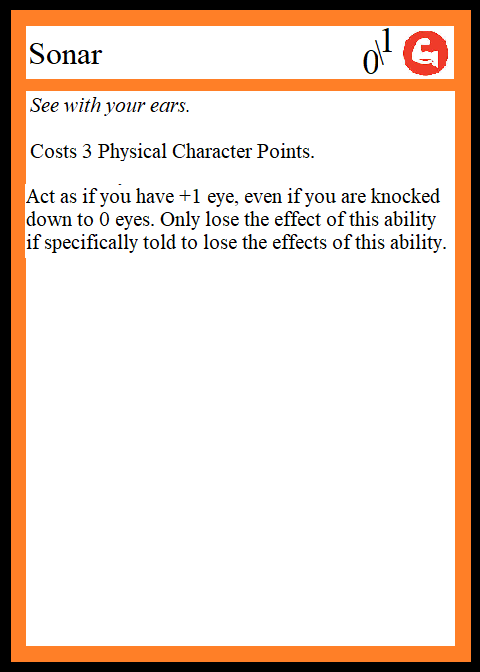 Sonar 0\1
See with your ears.
Costs 3 Physical Character Points.
Act as if you have +1 eye, even if you are knocked
down to 0 eyes. Only lose the effect of this ability
if specifically told to lose the effects of this ability.